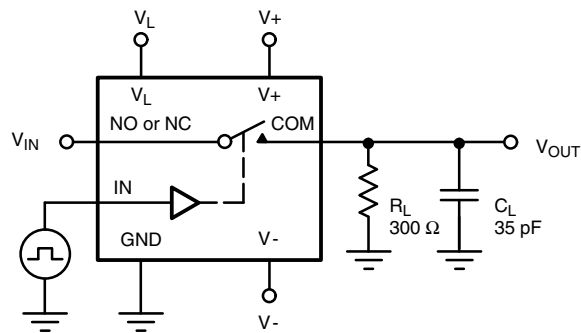 V_L V+
V_L V+
NO or NC COM
V_IN V_OUT
IN
R_L
300 Ω
C_L
35 pF
GND V-
V-